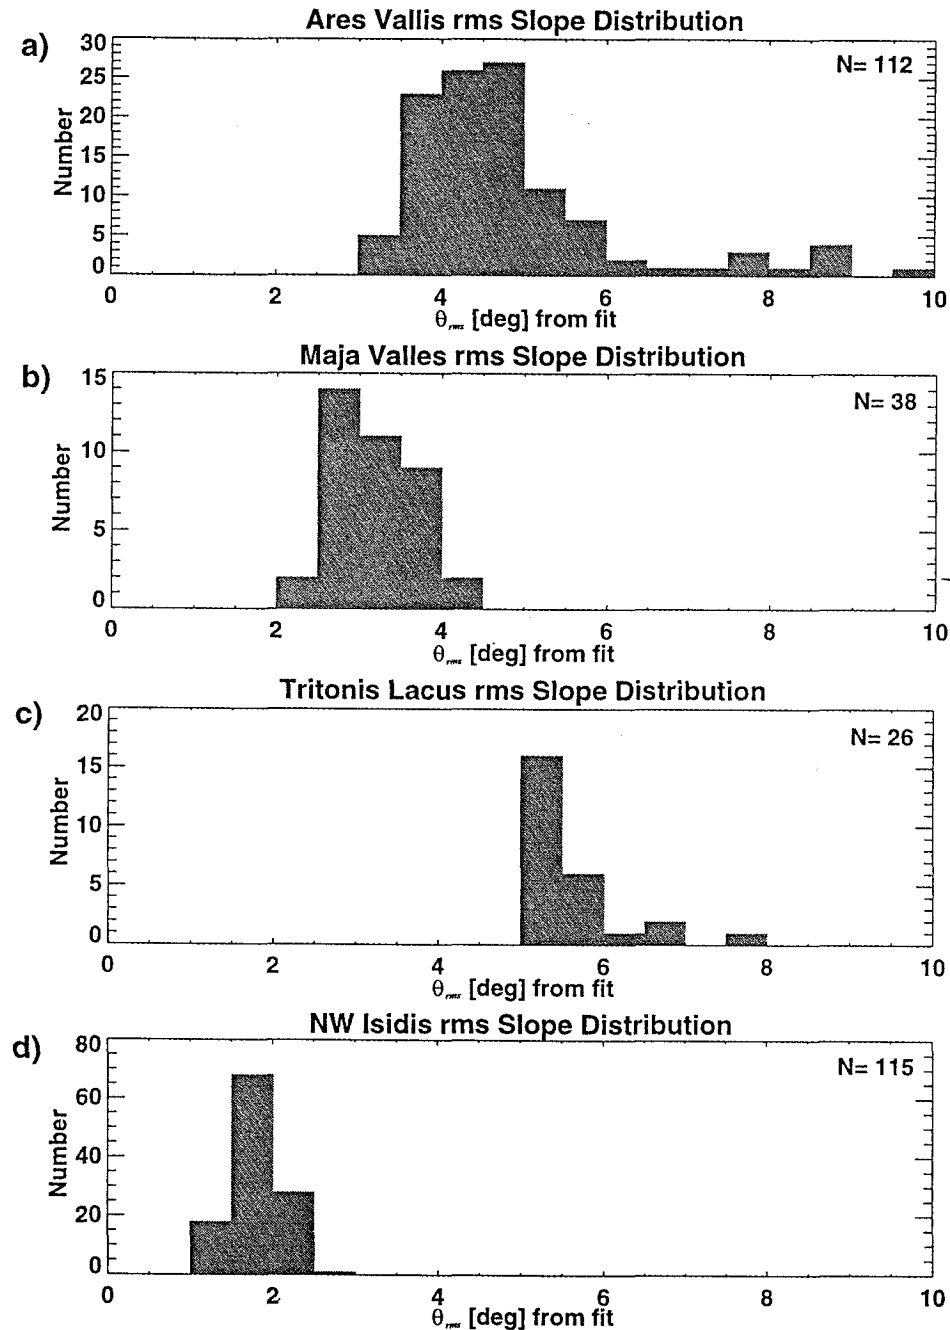 Ares Vallis rms Slope Distribution
a)
N= 112
30
25
20
15
10
5
0
Number
0 2 4 6 8 10
θrms [deg] from fit
Maja Valles rms Slope Distribution
b)
N= 38
15
10
5
0
Number
0 2 4 6 8 10
θrms [deg] from fit
Tritonis Lacus rms Slope Distribution
c)
N= 26
20
15
10
5
0
Number
0 2 4 6 8 10
θrms [deg] from fit
NW Isidis rms Slope Distribution
d)
N= 115
80
60
40
20
0
Number
0 2 4 6 8 10
θrms [deg] from fit